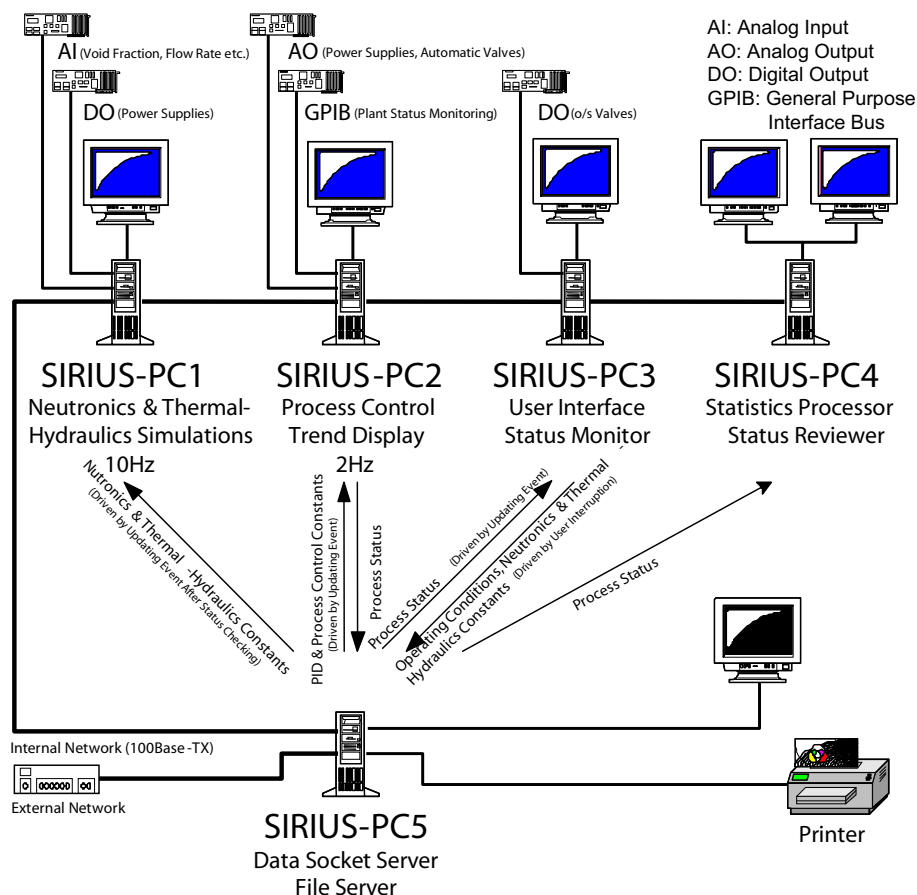 AI (Void Fraction, Flow Rate etc.)
DO (Power Supplies)
AO (Power Supplies, Automatic Valves)
GPIB (Plant Status Monitoring)
DO (o/s Valves)
AI: Analog Input
AO: Analog Output
DO: Digital Output
GPIB: General Purpose
Interface Bus
SIRIUS-PC1
Neutronics & Thermal-
Hydraulics Simulations
10Hz
SIRIUS-PC2
Process Control
Trend Display
2Hz
SIRIUS-PC3
User Interface
Status Monitor
SIRIUS-PC4
Statistics Processor
Status Reviewer
Nutronics & Thermal -Hydraulics Constants
(Driven by Updating Event After Status Checking)
PID & Process Control Constants
(Driven by Updating Event)
Process Status
Process Status (Driven by Updating Event)
Operating Conditions, Neutronics & Thermal -
Hydraulics Constants (Driven by User Interruption)
Process Status
Internal Network (100Base-TX)
External Network
SIRIUS-PC5
Data Socket Server
File Server
Printer